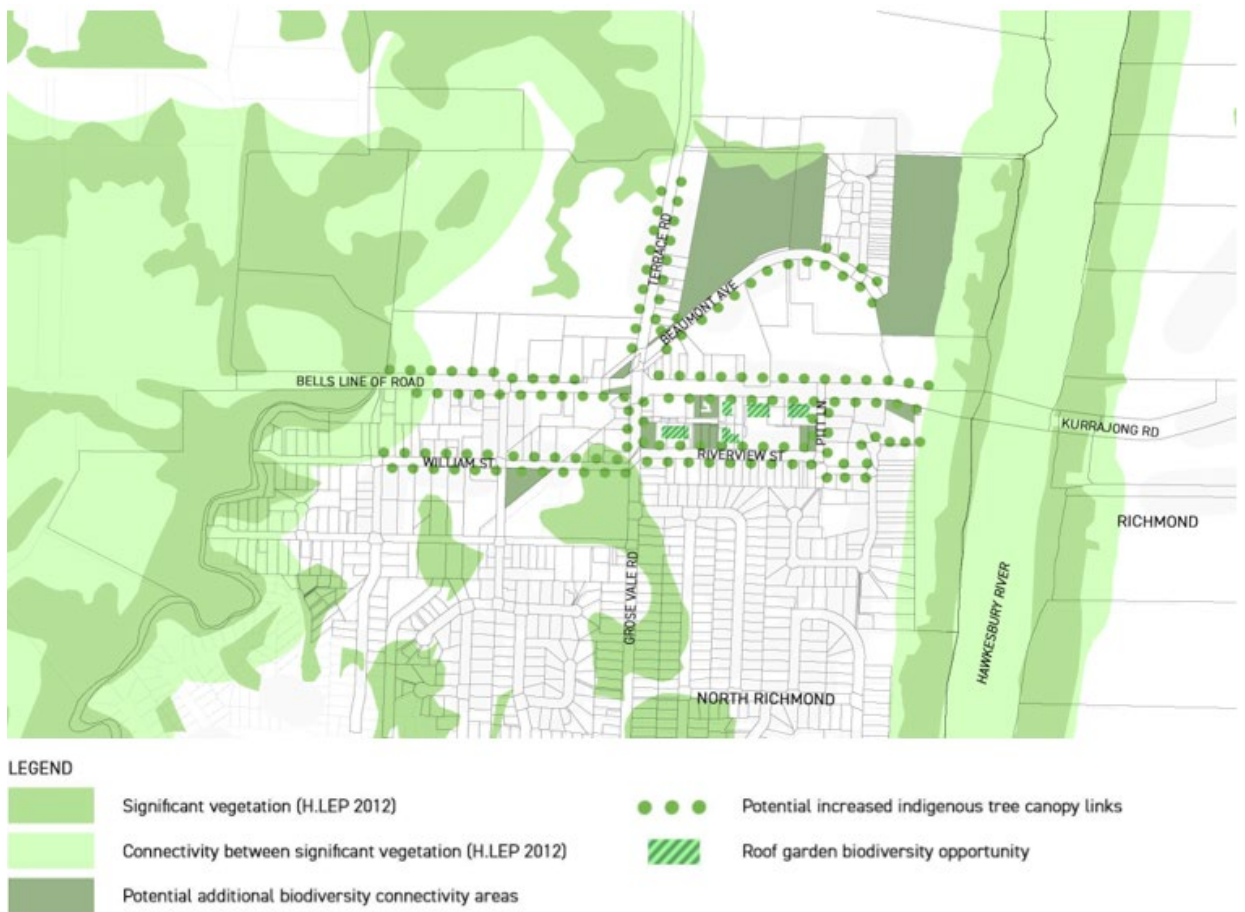 TERRACE RD
BEAUMONT AVE
BELLS LINE OF ROAD
PITT LN
KURRAJONG RD
WILLIAM ST
RIVERVIEW ST
RICHMOND
GROSE VALE RD
HAWKESBURY RIVER
NORTH RICHMOND
LEGEND
Significant vegetation (H.LEP 2012)
Potential increased indigenous tree canopy links
Connectivity between significant vegetation (H.LEP 2012)
Roof garden biodiversity opportunity
Potential additional biodiversity connectivity areas